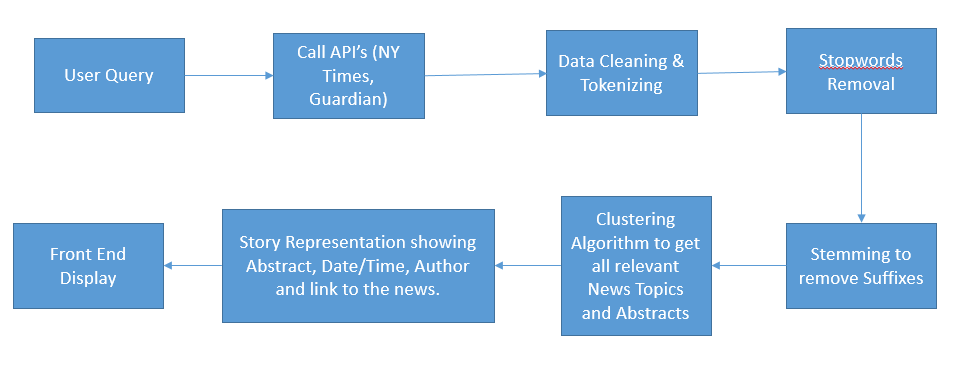 User Query
Call API's (NY
Times,
Guardian)
Data Cleaning &
Tokenizing
Stopwords
Removal
Stemming to
remove Suffixes
Clustering
Algorithm to get
all relevant
News Topics
and Abstracts
Story Representation showing
Abstract, Date/Time, Author
and link to the news.
Front End
Display